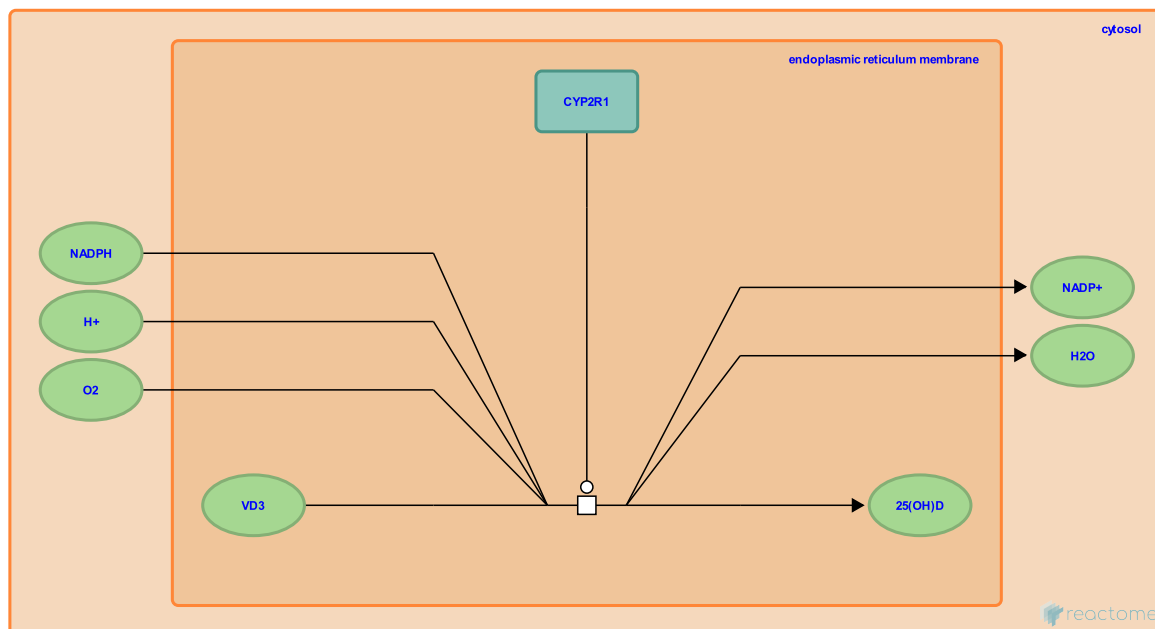 cytosol
endoplasmic reticulum membrane
CYP2R1
NADPH
H+
O2
VD3
NADP+
H2O
25(OH)D
reactome